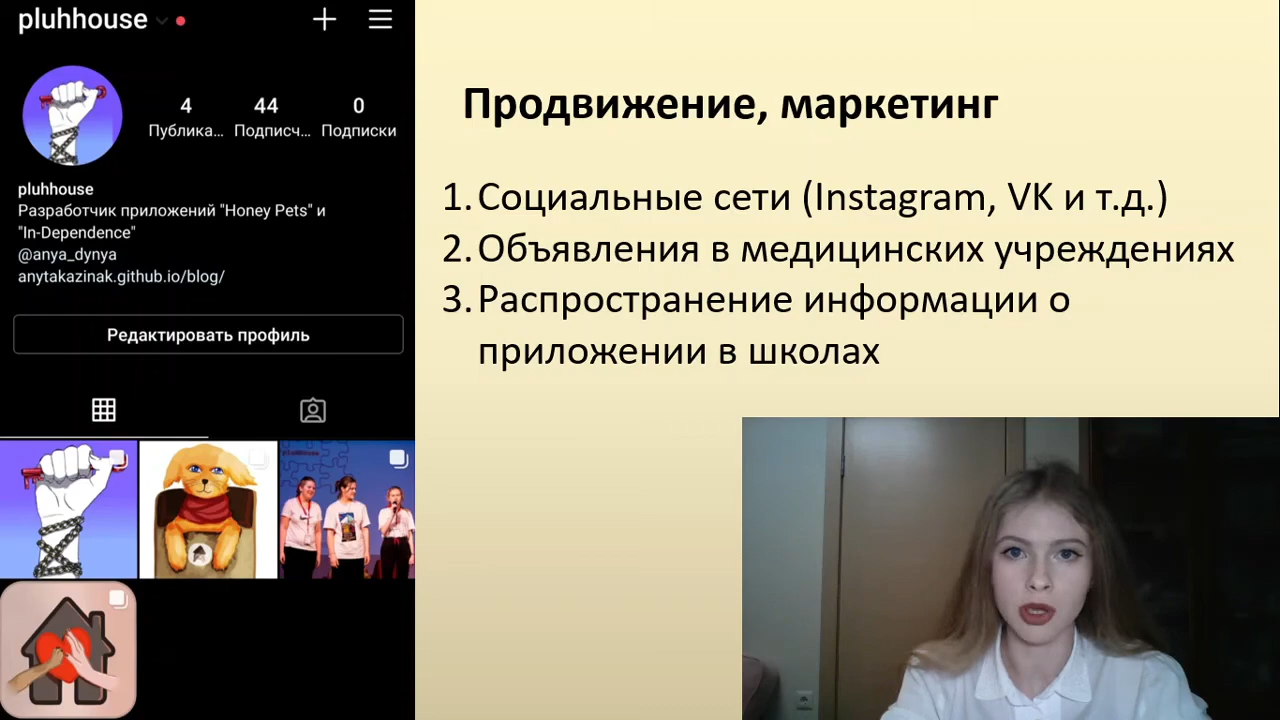 pluhhouse
4 44 0
Публика... Подписч... Подписки
pluhhouse
Разработчик приложений "Honey Pets" и
"In-Dependence"
@anya_dynya
anytakazinak.github.io/blog/
Редактировать профиль
Продвижение, маркетинг
1. Социальные сети (Instagram, VK и т.д.)
2. Объявления в медицинских учреждениях
3. Распространение информации о
приложении в школах